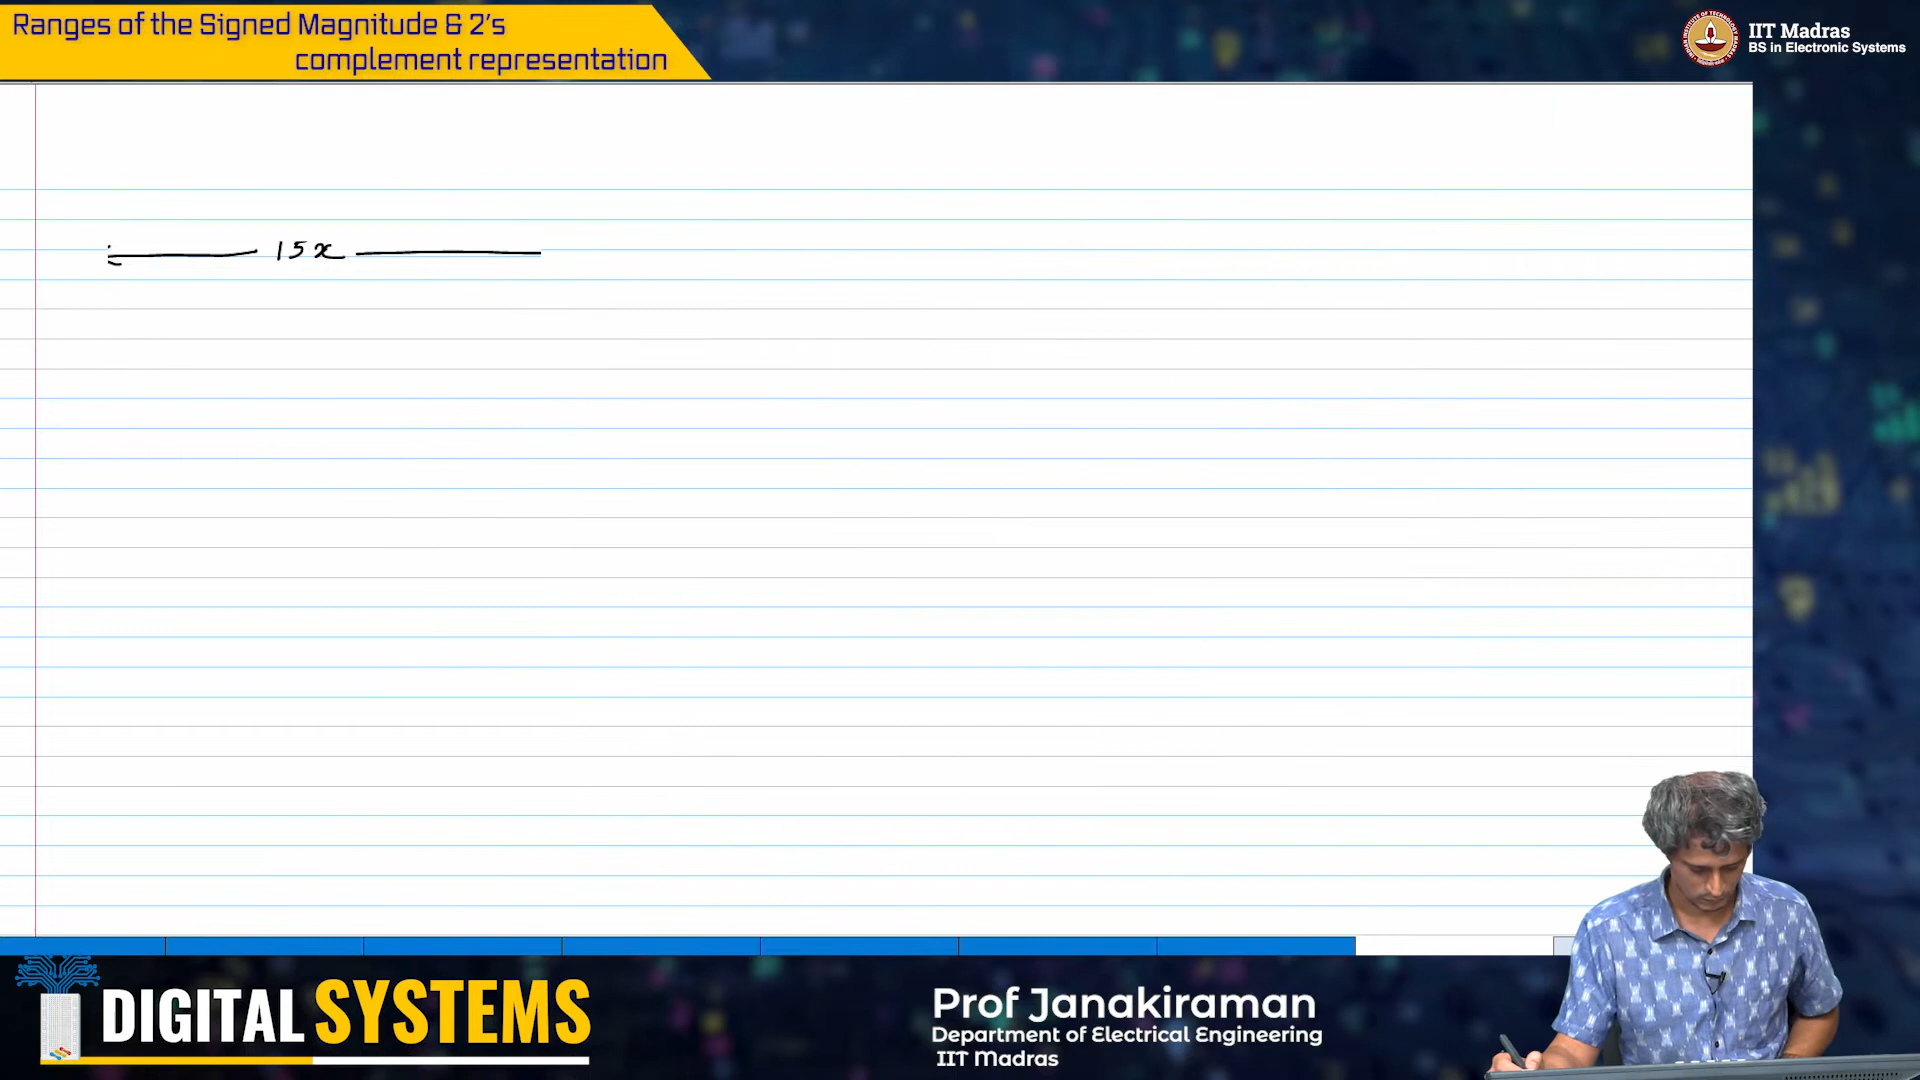 Ranges of the Signed Magnitude & 2's
complement representation
IIT Madras
BS in Electronic Systems
15x
DIGITAL SYSTEMS
Prof Janakiraman
Department of Electrical Engineering
IIT Madras